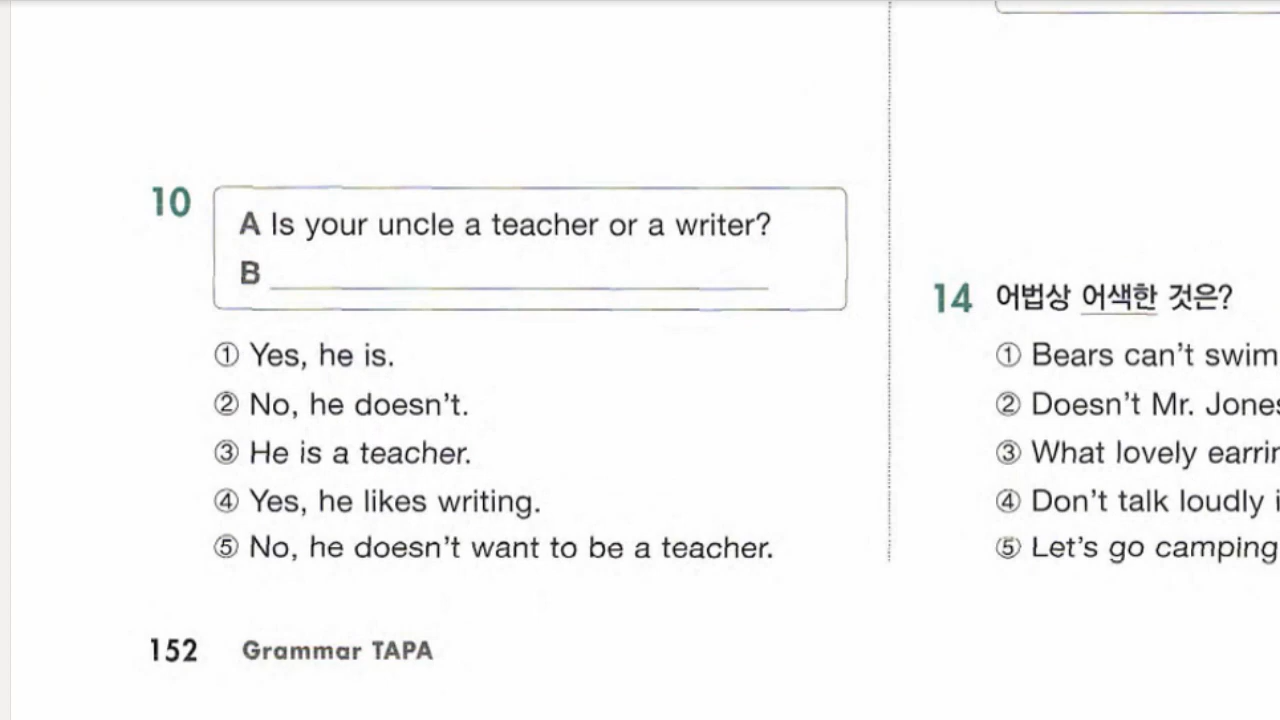 10
A Is your uncle a teacher or a writer?
B
① Yes, he is.
② No, he doesn't.
③ He is a teacher.
④ Yes, he likes writing.
⑤ No, he doesn't want to be a teacher.
152 Grammar TAPA
14 어법상 어색한 것은?
① Bears can't swim
② Doesn't Mr. Jones
③ What lovely
④ Don't talk loudly
⑤ Let's go camping